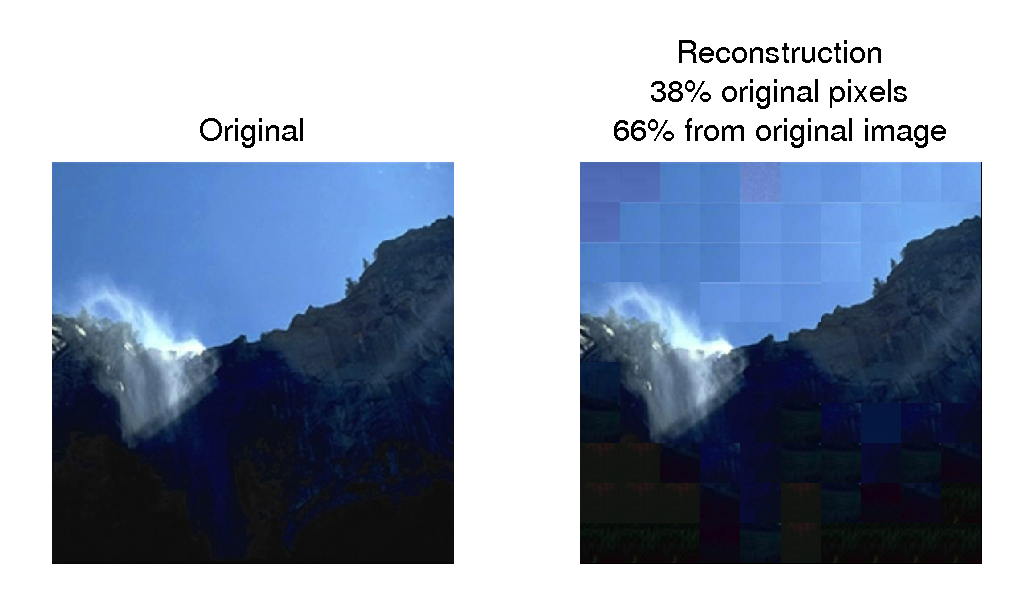 Original
Reconstruction
38% original pixels
66% from original image